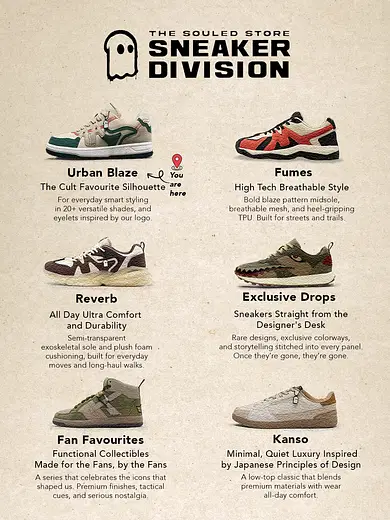 THE SOULED STORE
SNEAKER
DIVISION
Urban Blaze
The Cult Favourite Silhouette
For everyday smart styling
in 20+ versatile shades, and
eyelets inspired by our logo.
You
are
here
Fumes
High Tech Breathable Style
Bold blaze pattern midsole,
breathable mesh, and heel-gripping
TPU. Built for streets and trails.
Reverb
All Day Ultra Comfort
and Durability
Semi-transparent
exoskeletal sole and plush foam
cushioning, built for everyday
moves and long-haul walks.
Exclusive Drops
Sneakers Straight from the
Designer's Desk
Rare designs, exclusive colorways,
and storytelling stitched into every panel.
Once they're gone, they're gone.
Fan Favourites
Functional Collectibles
Made for the Fans, by the Fans
A series that celebrates the icons that
shaped us. Premium finishes, tactical
cues, and serious nostalgia.
Kanso
Minimal, Quiet Luxury Inspired
by Japanese Principles of Design
A low-top classic that blends
premium materials with wear
all-day comfort.